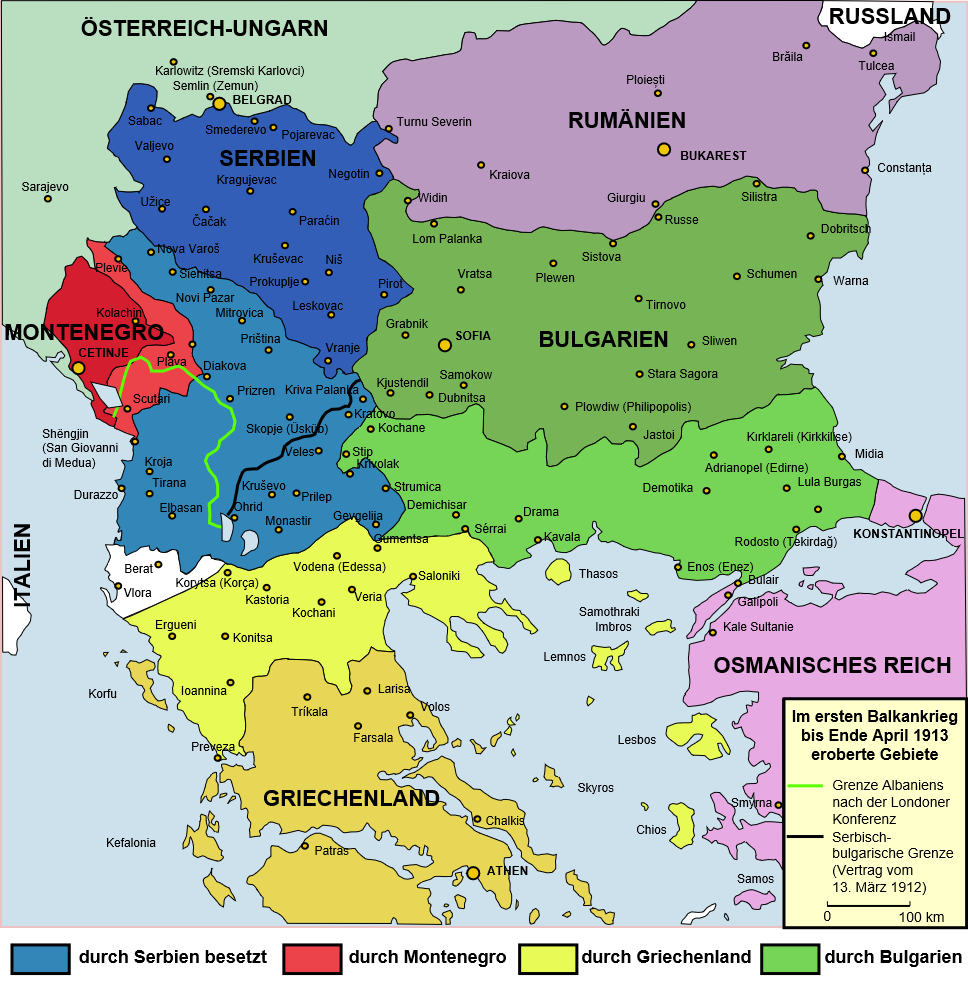 ÖSTERREICH-UNGARN
RUSSLAND
Ismail
Brăila
Tulcea
Karlowitz (Sremski Karlovci)
Semlin (Zemun)
BELGRAD
Ploiești
Sabac
Smederevo
Pojarevac
Turnu Severin
RUMÄNIEN
Valjevo
SERBIEN
BUKAREST
Kragujevac
Negotin
Kraiova
Constanța
Sarajevo
Užice
Čačak
Paraćin
Widin
Giurgiu
Silistra
Russe
Dobritsch
Lom Palanka
Nova Varoš
Kruševac
Niš
Sistova
Plevie
Sienitsa
Prokuplje
Pirot
Vratsa
Plewen
Schumen
Warna
Novi Pazar
Kolachin
Mitrovica
Leskovac
Tirnovo
MONTENEGRO
Grabnik
SOFIA
BULGARIEN
Sliwen
CETINJE
Priština
Vranje
Plava
Diakova
Samokow
Stara Sagora
Prizren
Kriva Palanka
Kjustendil
Dubnitsa
Scutari
Kratovo
Plowdiw (Philipopolis)
Skopje (Üsküb)
Kochane
Jastoi
Shëngjin
(San Giovanni
di Medua)
Kirklareli (Kirkkilise)
Veles
Stip
Midia
Kroja
Krivolak
Adrianopel (Edirne)
Tirana
Durazzo
Kruševo
Prilep
Strumica
Demotika
Lula Burgas
Elbasan
Ohrid
Demichisar
Gevgelija
Drama
Monastir
Sérrai
KONSTANTINOPEL
Gumentsa
Kavala
Rodosto (Tekirdağ)
ITALIEN
Berat
Vodena (Edessa)
Enos (Enez)
Korytsa (Korça)
Saloniki
Thasos
Bulair
Vlora
Kastoria
Veria
Galipoli
Kochani
Samothraki
Imbros
Ergueni
Konitsa
Kale Sultanie
Lemnos
OSMANISCHES REICH
Korfu
Ioannina
Larisa
Tríkala
Volos
Farsala
Lesbos
Preveza
Skyros
GRIECHENLAND
Smyrna
Chalkis
Chios
Kefalonia
Patras
ATHEN
Samos
Im ersten Balkankrieg
bis Ende April 1913
eroberte Gebiete
Grenze Albaniens
nach der Londoner
Konferenz
Serbisch-
bulgarische Grenze
(Vertrag vom
13. März 1912)
0 100 km
durch Serbien besetzt
durch Montenegro
durch Griechenland
durch Bulgarien